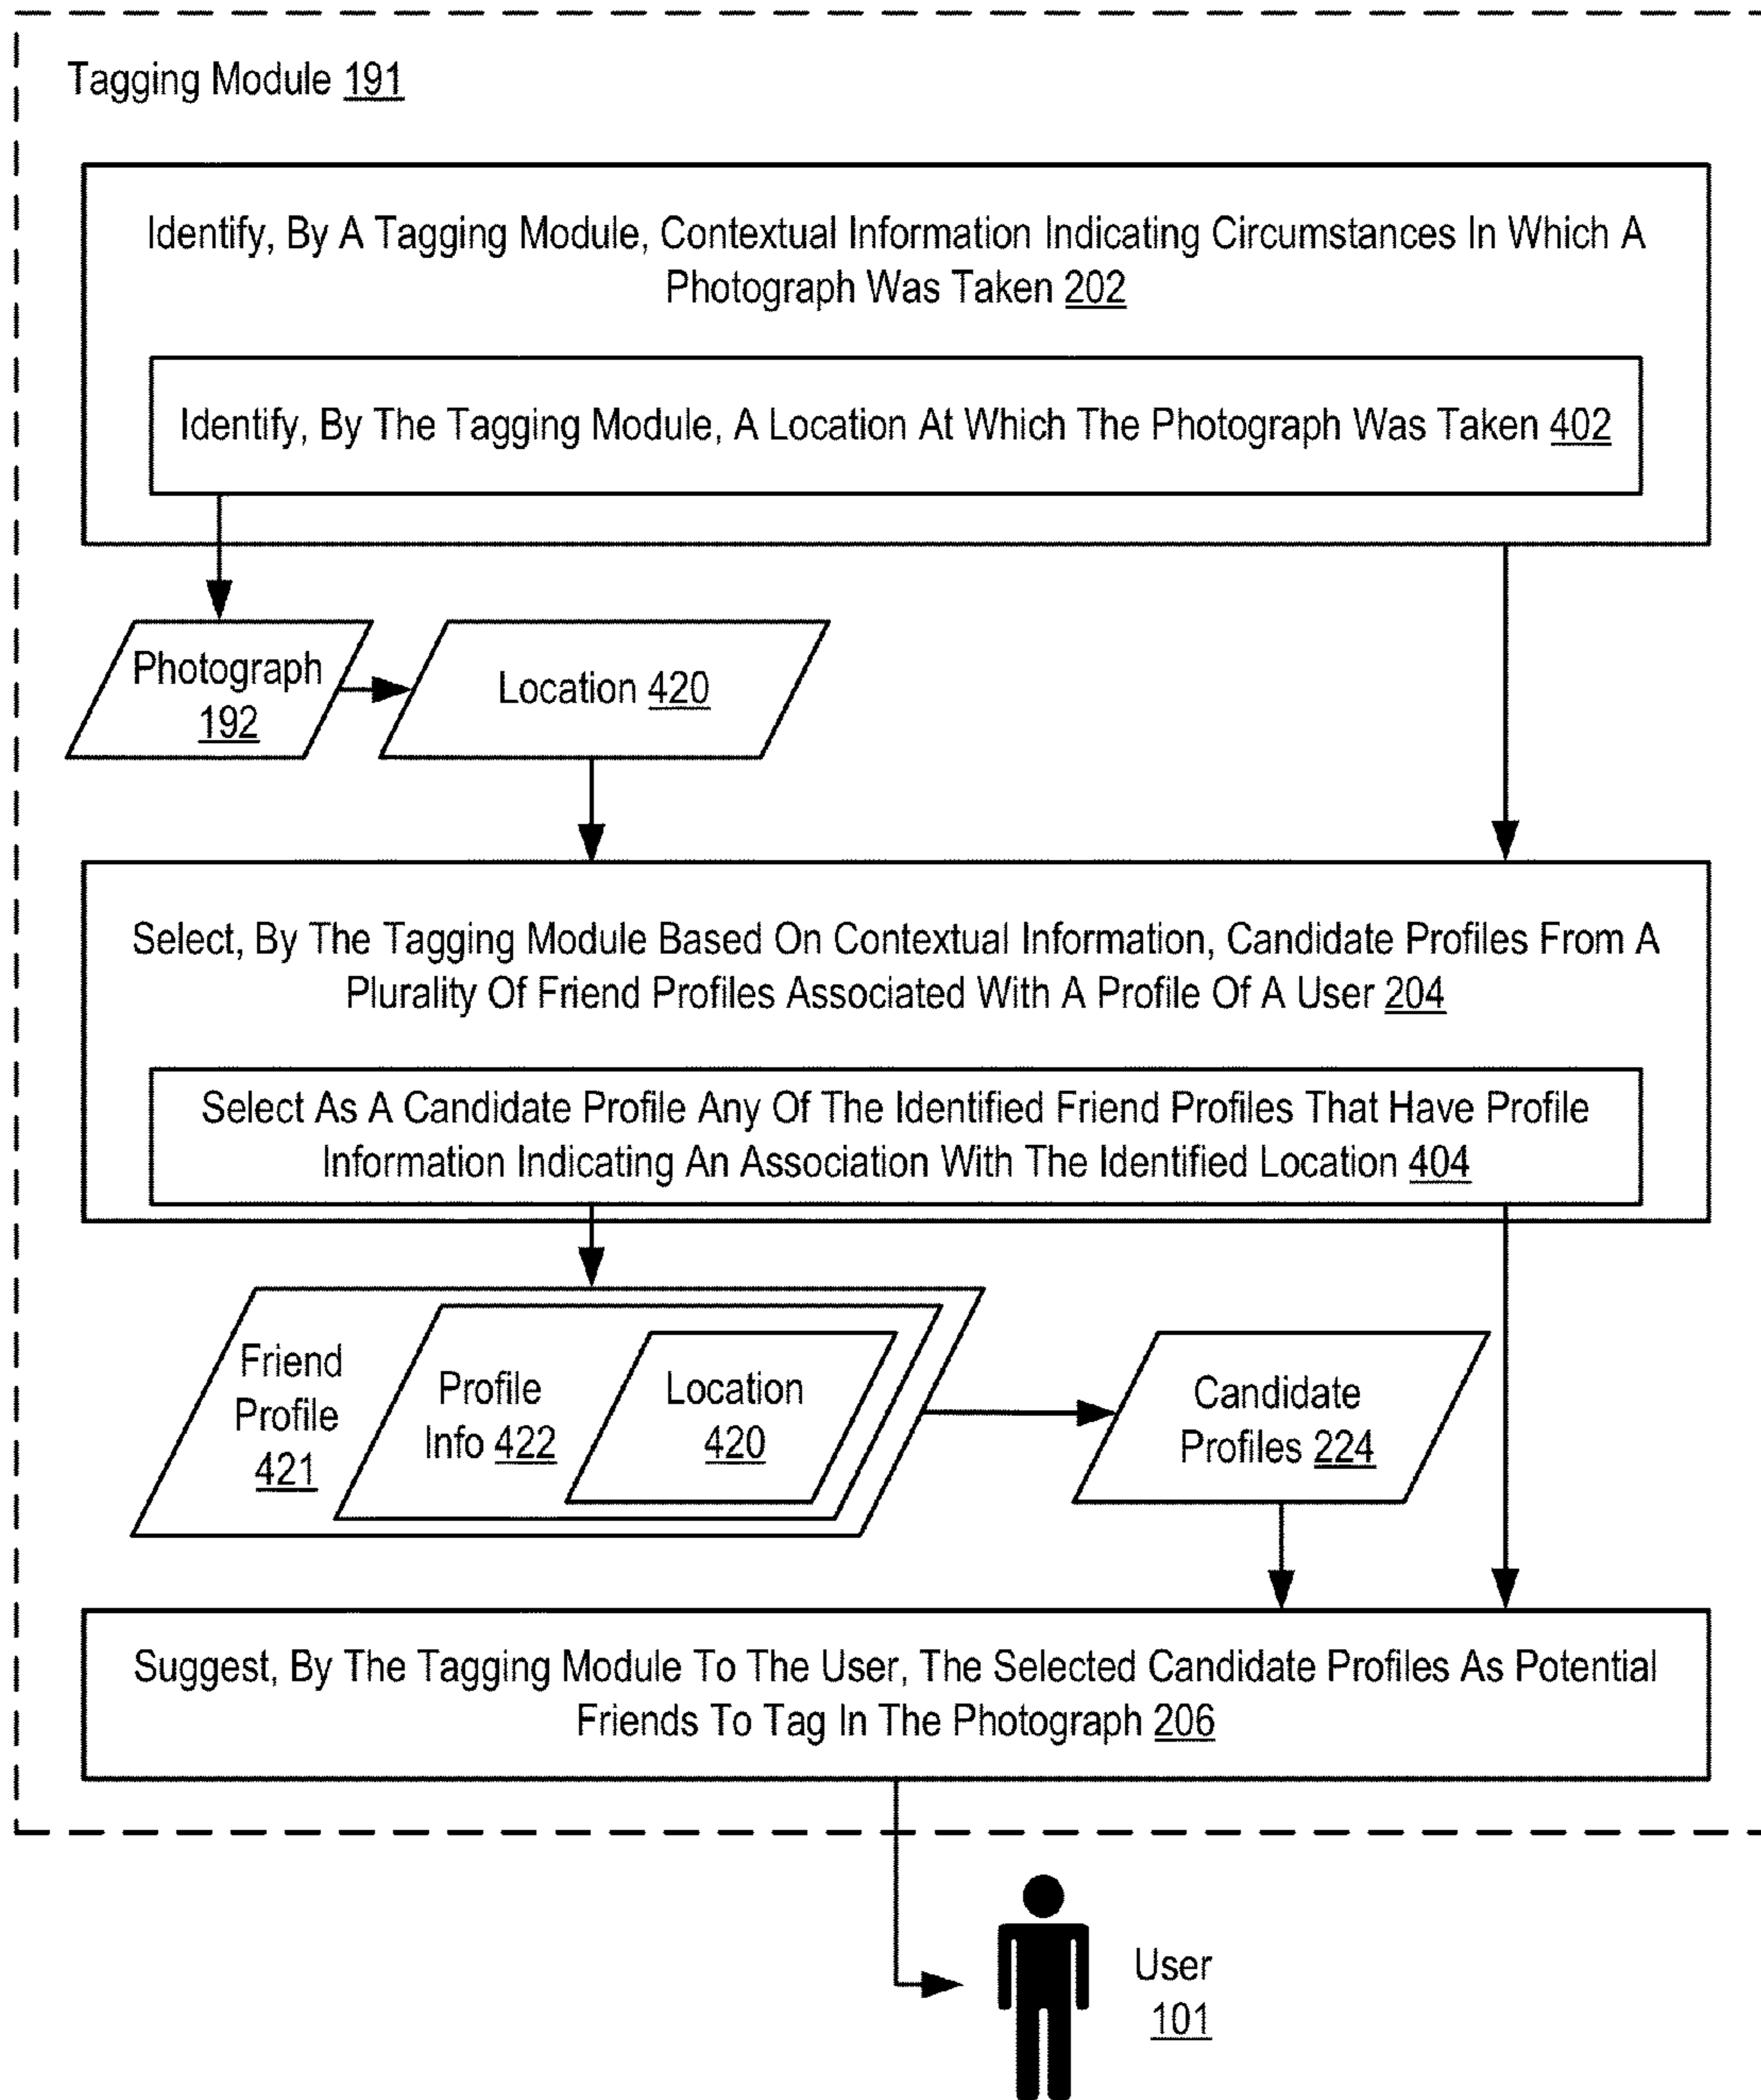 Tagging Module 191
Identify, By A Tagging Module, Contextual Information Indicating Circumstances In Which A
Photograph Was Taken 202
Identify, By The Tagging Module, A Location At Which The Photograph Was Taken 402
Photograph
192
Location 420
Select, By The Tagging Module Based On Contextual Information, Candidate Profiles From A
Plurality Of Friend Profiles Associated With A Profile Of A User 204
Select As A Candidate Profile Any Of The Identified Friend Profiles That Have Profile
Information Indicating An Association With The Identified Location 404
Friend
Profile
421
Profile
Info 422
Location
420
Candidate
Profiles 224
Suggest, By The Tagging Module To The User, The Selected Candidate Profiles As Potential
Friends To Tag In The Photograph 206
User
101